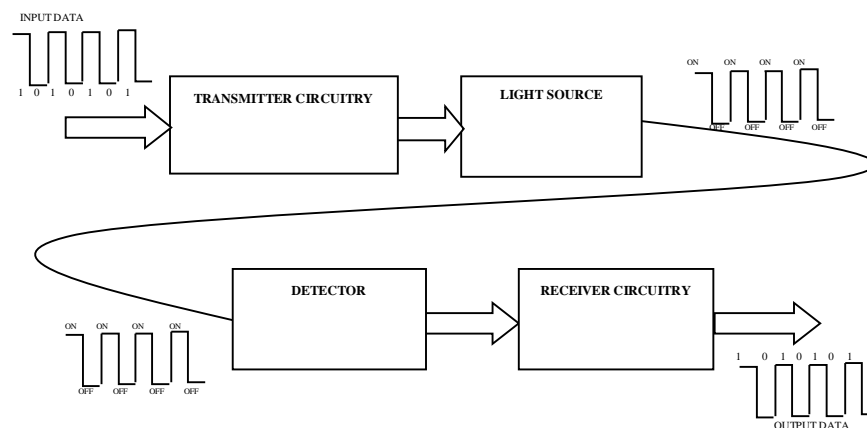 INPUT DATA
1 0 1 0 1 0 1
TRANSMITTER CIRCUITRY
LIGHT SOURCE
ON ON ON ON
OFF OFF OFF OFF
DETECTOR
RECEIVER CIRCUITRY
ON ON ON ON
OFF OFF OFF OFF
1 0 1 0 1 0 1
OUTPUT DATA